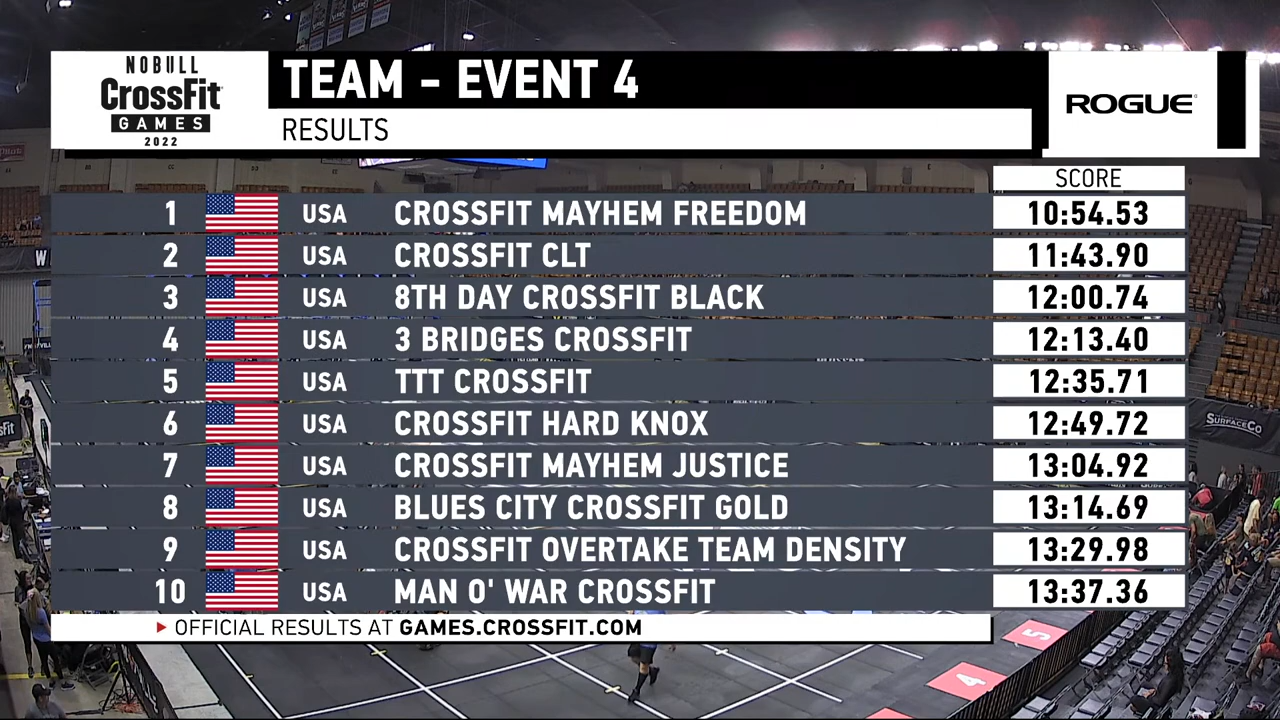 NOBULL
CrossFit
GAMES
2022
TEAM - EVENT 4
RESULTS
ROGUE
SCORE
1 USA CROSSFIT MAYHEM FREEDOM 10:54.53
2 USA CROSSFIT CLT 11:43.90
3 USA 8TH DAY CROSSFIT BLACK 12:00.74
4 USA 3 BRIDGES CROSSFIT 12:13.40
5 USA TTT CROSSFIT 12:35.71
6 USA CROSSFIT HARD KNOX 12:49.72
7 USA CROSSFIT MAYHEM JUSTICE 13:04.92
8 USA BLUES CITY CROSSFIT GOLD 13:14.69
9 USA CROSSFIT OVERTAKE TEAM DENSITY 13:29.98
10 USA MAN O' WAR CROSSFIT 13:37.36
OFFICIAL RESULTS AT GAMES.CROSSFIT.COM
SURFACECO
5
4